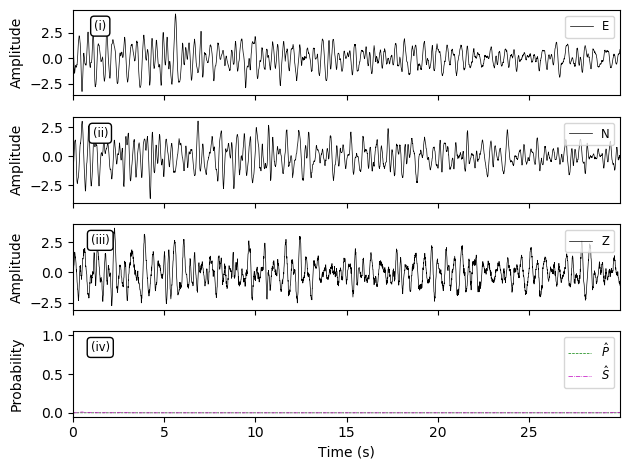 (i)
E
Amplitude
2.5
0.0
−2.5
(ii)
N
Amplitude
2.5
0.0
−2.5
(iii)
Z
Amplitude
2.5
0.0
−2.5
(iv)
P̂
Ŝ
Probability
1.0
0.5
0.0
0 5 10 15 20 25
Time (s)